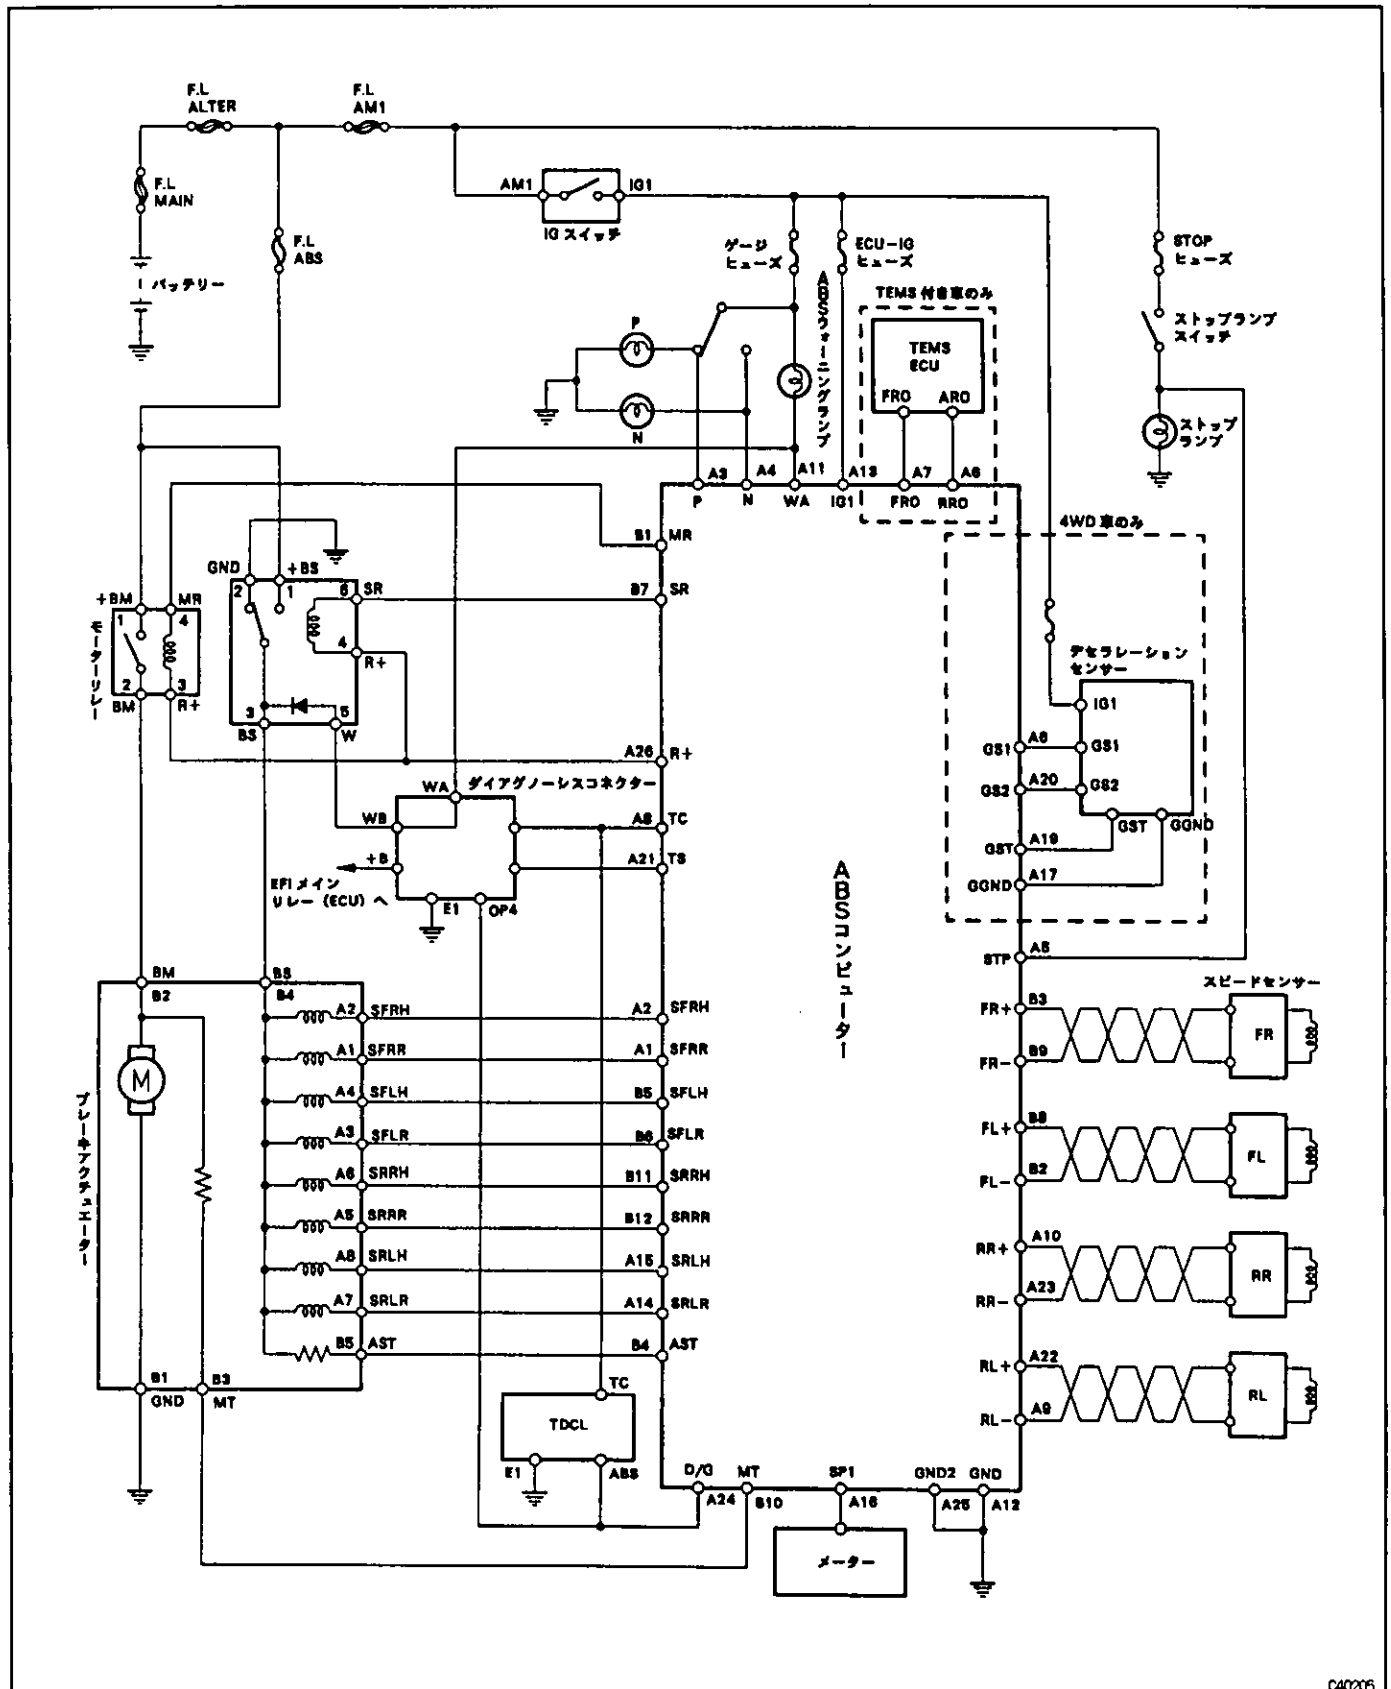 F.L
ALTER
F.L
AM1
F.L
MAIN
F.L
ABS
バッテリー
AM1
IG1
IG スイッチ
ゲージ
ヒューズ
ECU-IG
ヒューズ
STOP
ヒューズ
ストップランプ
スイッチ
ストップ
ランプ
ABSウォーニングランプ
TEMS 付き車のみ
TEMS
ECU
FRO
ARO
P
N
A3
A4
A11
A13
A7
A6
P
N
WA
IG1
FRO
RRO
4WD 車のみ
B1
MR
B7
SR
GND
+BS
2
1
6
SR
4
R+
3
5
BS
W
+BM
MR
1
4
2
3
BM
R+
モーターリレー
A26
R+
デセラレーション
センサー
IG1
GS1
A6
GS1
GS2
A20
GS2
GST
GGND
GST
A19
GGND
A17
WA
ダイアグノーシスコネクター
WB
A8
TC
+B
A21
TS
EFI メイン
リレー (ECU) へ
E1
OP4
ABSコンピューター
STP
A5
スピードセンサー
BM
B2
BS
B4
A2
SFRH
A2
SFRH
FR+
B3
FR
A1
SFRR
A1
SFRR
FR-
B9
A4
SFLH
B5
SFLH
FL+
B8
FL
A3
SFLR
B6
SFLR
FL-
B2
M
ブレーキアクチュエーター
A6
SRRH
B11
SRRH
A5
SRRR
B12
SRRR
RR+
A10
RR
A8
SRLH
A15
SRLH
RR-
A23
A7
SRLR
A14
SRLR
B5
AST
B4
AST
RL+
A22
RL
RL-
A9
B1
GND
B3
MT
TC
TDCL
E1
ABS
D/G
MT
SP1
GND2
GND
A24
B10
A16
A25
A12
メーター
C40205